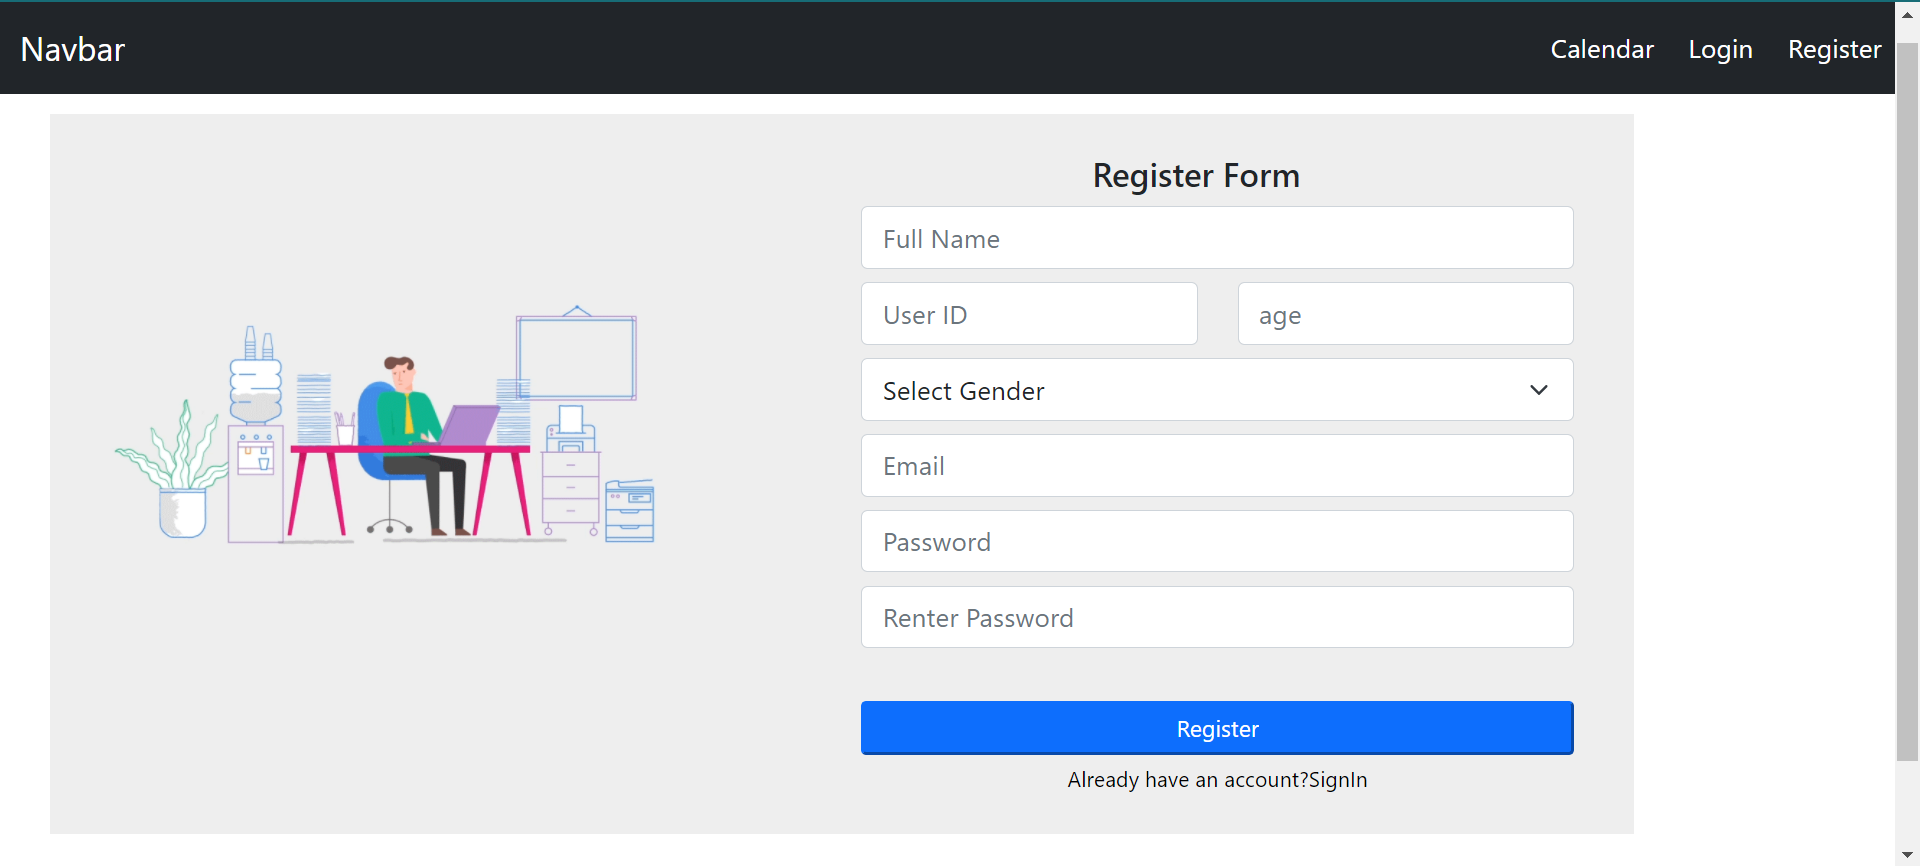 Navbar Calendar Login Register
Register Form
Full Name
User ID age
Select Gender
Email
Password
Renter Password
Register
Already have an account?SignIn